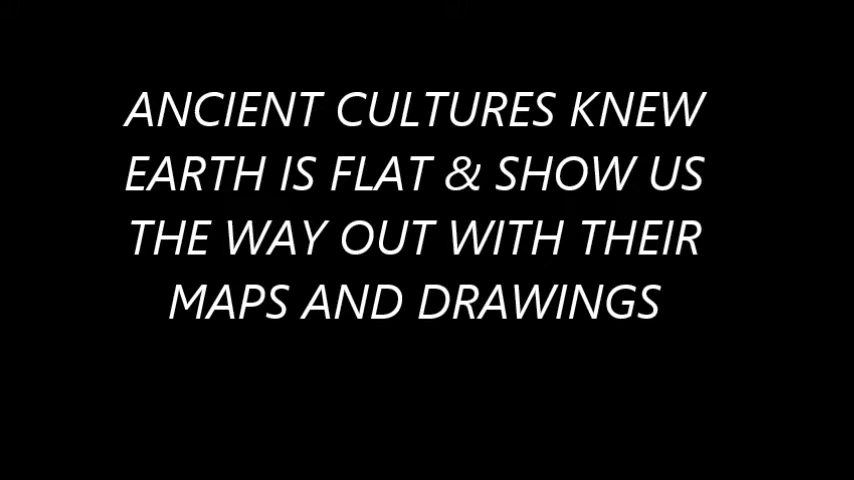 ANCIENT CULTURES KNEW
EARTH IS FLAT & SHOW US
THE WAY OUT WITH THEIR
MAPS AND DRAWINGS